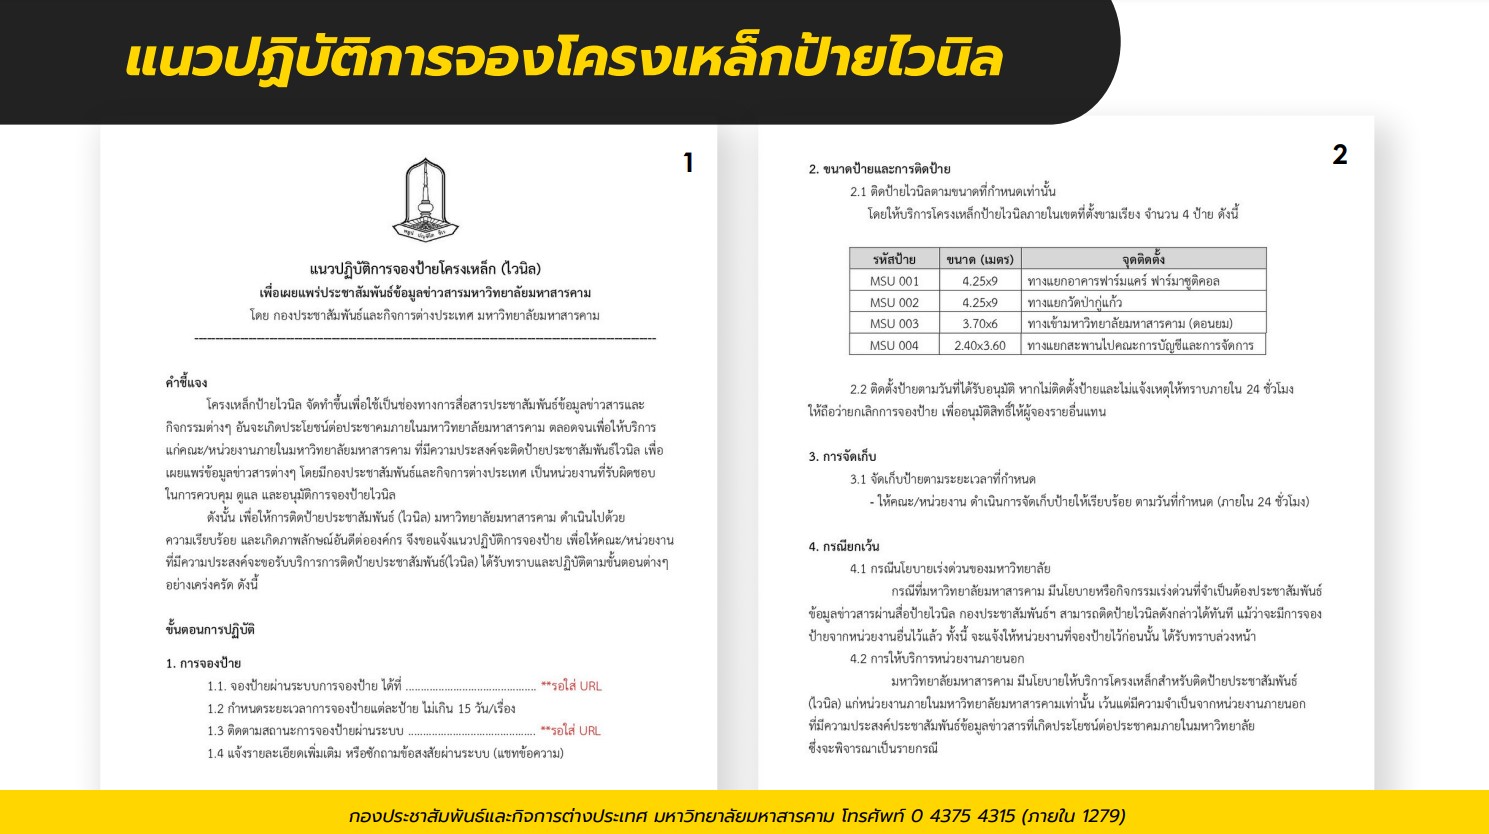 แนวปฏิบัติการจองโครงเหล็กป้ายไวนิล
1
แนวปฏิบัติการจองป้ายโครงเหล็ก (ไวนิล)
เพื่อเผยแพร่ประชาสัมพันธ์ข้อมูลข่าวสารมหาวิทยาลัยมหาสารคาม
โดย กองประชาสัมพันธ์และกิจการต่างประเทศ มหาวิทยาลัยมหาสารคาม
คำชี้แจง
โครงเหล็กป้ายไวนิล จัดทำขึ้นเพื่อใช้เป็นช่องทางการสื่อสารประชาสัมพันธ์ข้อมูลข่าวสารและ
กิจกรรมต่างๆ อันจะเกิดประโยชน์ต่อประชาคมภายในมหาวิทยาลัยมหาสารคาม ตลอดจนเพื่อให้บริการ
แก่คณะ/หน่วยงานภายในมหาวิทยาลัยมหาสารคาม ที่มีความประสงค์จะติดป้ายประชาสัมพันธ์ไวนิล เพื่อ
เผยแพร่ข้อมูลข่าวสารต่างๆ โดยมีกองประชาสัมพันธ์และกิจการต่างประเทศ เป็นหน่วยงานที่รับผิดชอบ
ในการควบคุม ดูแล และอนุมัติการจองป้ายไวนิล
ดังนั้น เพื่อให้การติดป้ายประชาสัมพันธ์ (ไวนิล) มหาวิทยาลัยมหาสารคาม ดำเนินไปด้วย
ความเรียบร้อย และเกิดภาพลักษณ์อันดีต่อองค์กร จึงขอแจ้งแนวปฏิบัติการจองป้าย เพื่อให้คณะ/หน่วยงาน
ที่มีความประสงค์จะขอรับบริการการติดป้ายประชาสัมพันธ์(ไวนิล) ได้รับทราบและปฏิบัติตามขั้นตอนต่างๆ
อย่างเคร่งครัด ดังนี้
ขั้นตอนการปฏิบัติ
1. การจองป้าย
1.1. จองป้ายผ่านระบบการจองป้าย ได้ที่ ............................................ **รอใส่ URL
1.2 กำหนดระยะเวลาการจองป้ายแต่ละป้าย ไม่เกิน 15 วัน/เรื่อง
1.3 ติดตามสถานะการจองป้ายผ่านระบบ ........................................... **รอใส่ URL
1.4 แจ้งรายละเอียดเพิ่มเติม หรือซักถามข้อสงสัยผ่านระบบ (แชทข้อความ)
2
2. ขนาดป้ายและการติดป้าย
2.1 ติดป้ายไวนิลตามขนาดที่กำหนดเท่านั้น
โดยให้บริการโครงเหล็กป้ายไวนิลภายในเขตที่ตั้งขามเรียง จำนวน 4 ป้าย ดังนี้
รหัสป้าย ขนาด (เมตร) จุดติดตั้ง
MSU 001 4.25x9 ทางแยกอาคารฟาร์มแคร์ ฟาร์มาซูติคอล
MSU 002 4.25x9 ทางแยกวัดป่ากู่แก้ว
MSU 003 3.70x6 ทางเข้ามหาวิทยาลัยมหาสารคาม (ดอนยม)
MSU 004 2.40x3.60 ทางแยกสะพานไปคณะการบัญชีและการจัดการ
2.2 ติดตั้งป้ายตามวันที่ได้รับอนุมัติ หากไม่ติดตั้งป้ายและไม่แจ้งเหตุให้ทราบภายใน 24 ชั่วโมง
ให้ถือว่ายกเลิกการจองป้าย เพื่ออนุมัติสิทธิ์ให้ผู้จองรายอื่นแทน
3. การจัดเก็บ
3.1 จัดเก็บป้ายตามระยะเวลาที่กำหนด
- ให้คณะ/หน่วยงาน ดำเนินการจัดเก็บป้ายให้เรียบร้อย ตามวันที่กำหนด (ภายใน 24 ชั่วโมง)
4. กรณียกเว้น
4.1 กรณีนโยบายเร่งด่วนของมหาวิทยาลัย
กรณีที่มหาวิทยาลัยมหาสารคาม มีนโยบายหรือกิจกรรมเร่งด่วนที่จำเป็นต้องประชาสัมพันธ์
ข้อมูลข่าวสารผ่านสื่อป้ายไวนิล กองประชาสัมพันธ์ฯ สามารถติดป้ายไวนิลดังกล่าวได้ทันที แม้ว่าจะมีการจอง
ป้ายจากหน่วยงานอื่นไว้แล้ว ทั้งนี้ จะแจ้งให้หน่วยงานที่จองป้ายไว้ก่อนนั้น ได้รับทราบล่วงหน้า
4.2 การให้บริการหน่วยงานภายนอก
มหาวิทยาลัยมหาสารคาม มีนโยบายให้บริการโครงเหล็กสำหรับติดป้ายประชาสัมพันธ์
(ไวนิล) แก่หน่วยงานภายในมหาวิทยาลัยมหาสารคามเท่านั้น เว้นแต่มีความจำเป็นจากหน่วยงานภายนอก
ที่มีความประสงค์ประชาสัมพันธ์ข้อมูลข่าวสารที่เกิดประโยชน์ต่อประชาคมภายในมหาวิทยาลัย
ซึ่งจะพิจารณาเป็นรายกรณี
กองประชาสัมพันธ์และกิจการต่างประเทศ มหาวิทยาลัยมหาสารคาม โทรศัพท์ 0 4375 4315 (ภายใน 1279)